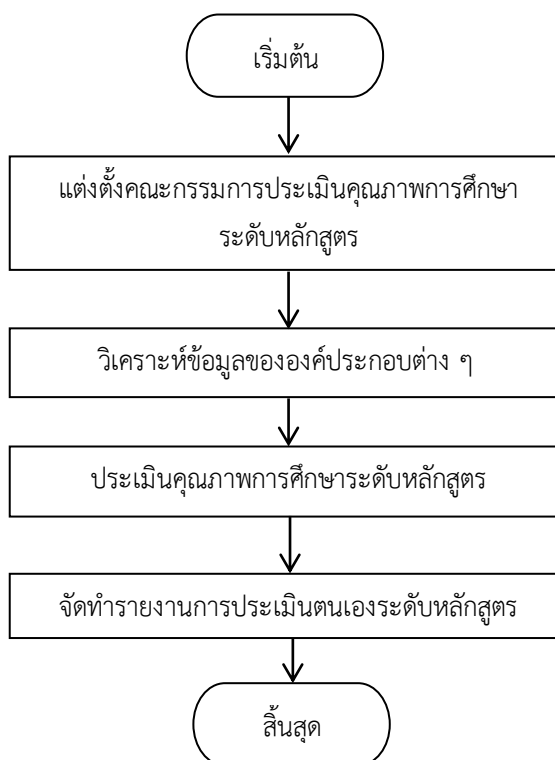 เริ่มต้น
แต่งตั้งคณะกรรมการประเมินคุณภาพการศึกษา
ระดับหลักสูตร
วิเคราะห์ข้อมูลขององค์ประกอบต่าง ๆ
ประเมินคุณภาพการศึกษาระดับหลักสูตร
จัดทำรายงานการประเมินตนเองระดับหลักสูตร
สิ้นสุด